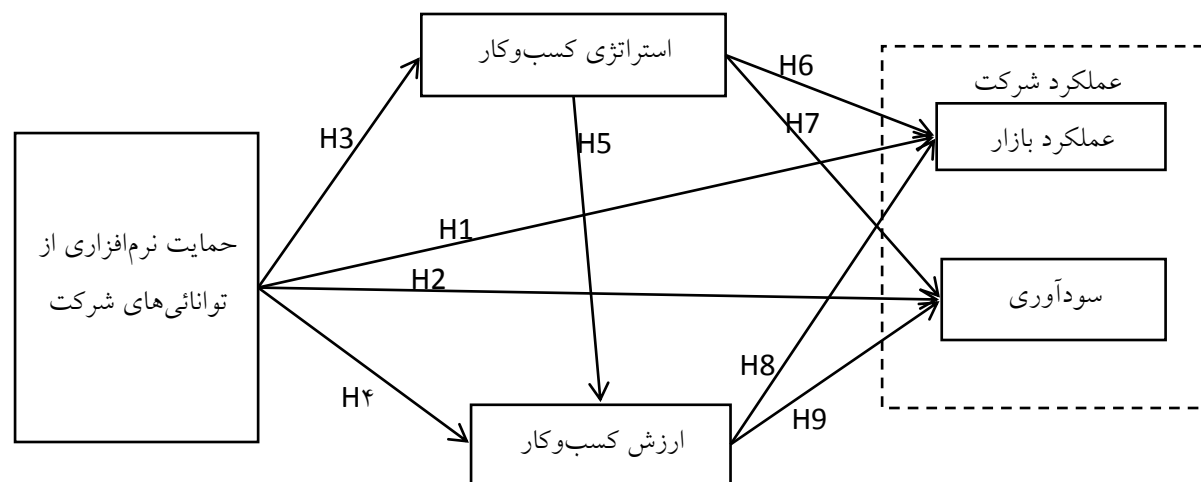 استراتژی کسب‌وکار
H6
عملکرد شرکت
H7
عملکرد بازار
H3
H5
حمایت نرم‌افزاری از
توانائی‌های شرکت
H1
H2
سودآوری
H8
H۴
H9
ارزش کسب‌وکار